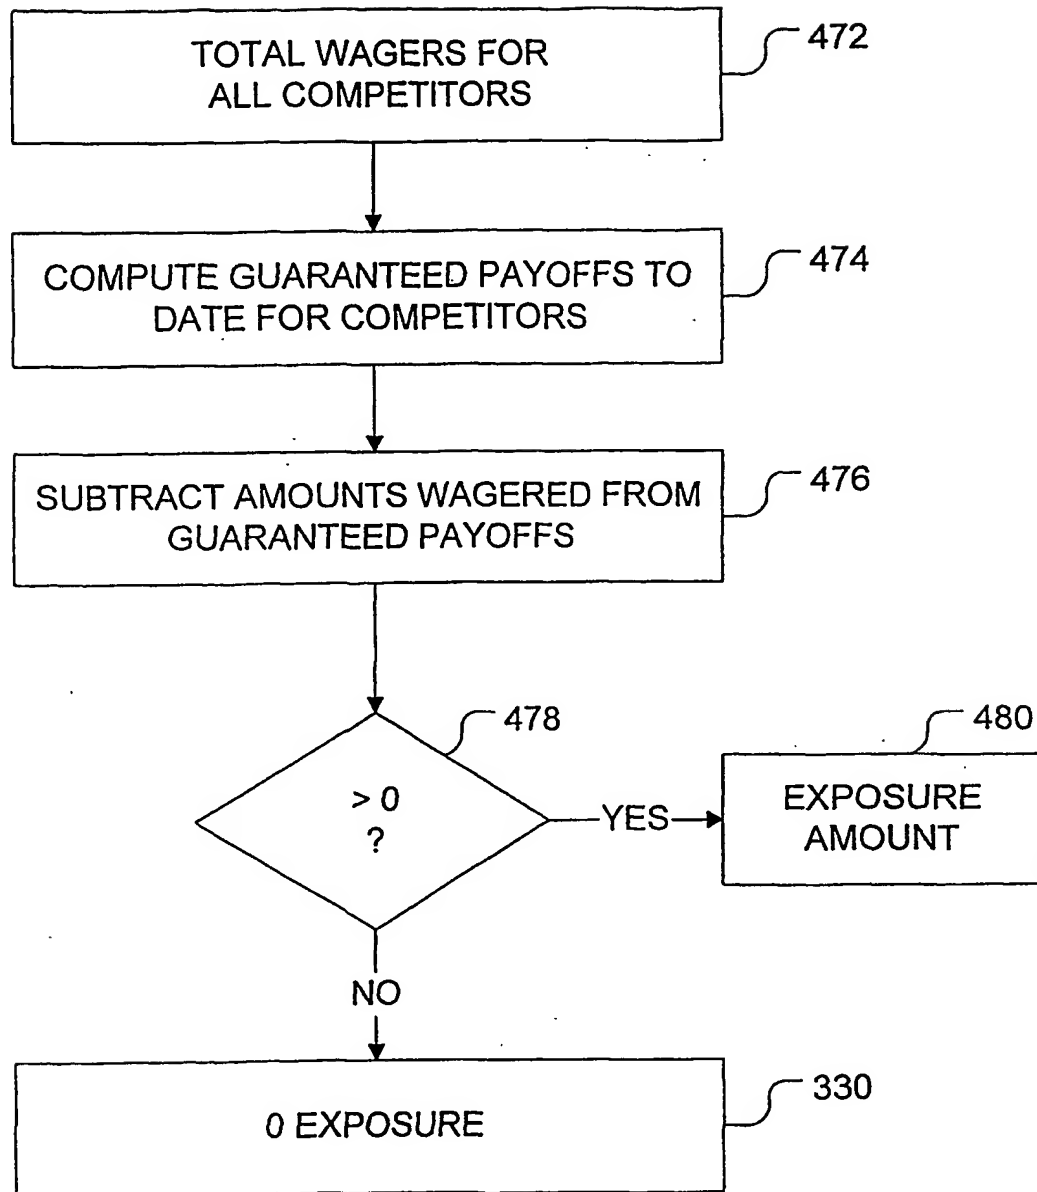 TOTAL WAGERS FOR
ALL COMPETITORS
472
COMPUTE GUARANTEED PAYOFFS TO
DATE FOR COMPETITORS
474
SUBTRACT AMOUNTS WAGERED FROM
GUARANTEED PAYOFFS
476
478
> 0
?
YES
480
EXPOSURE
AMOUNT
NO
0 EXPOSURE
330